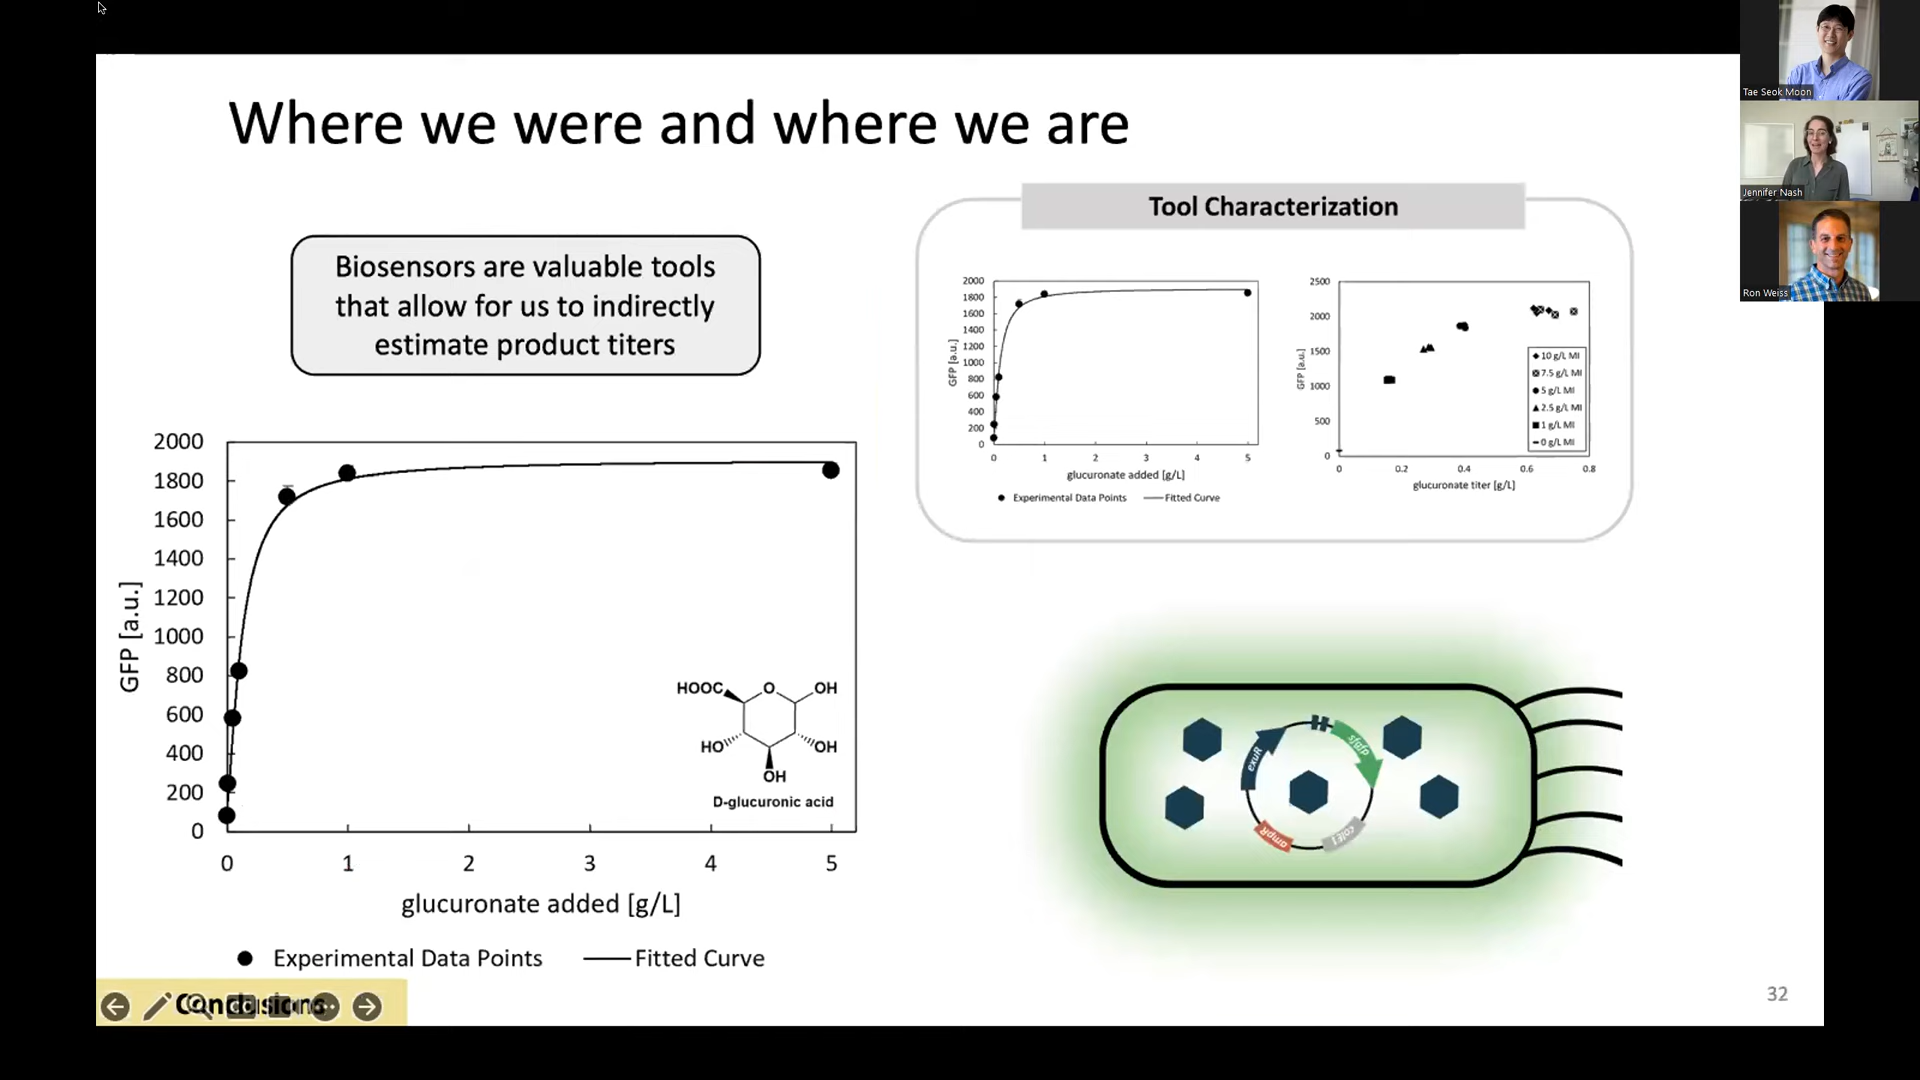 Where we were and where we are
Biosensors are valuable tools
that allow for us to indirectly
estimate product titers
2000
1800
1600
1400
1200
1000
800
600
400
200
0
GFP [a.u.]
0 1 2 3 4 5
glucuronate added [g/L]
Experimental Data Points Fitted Curve
HOOC O OH
HO OH
OH
D-glucuronic acid
Tool Characterization
2000
1800
1600
1400
1200
1000
800
600
400
200
0
GFP [a.u.]
0 1 2 3 4 5
glucuronate added [g/L]
Experimental Data Points Fitted Curve
2500
2000
1500
1000
500
0
GFP [a.u.]
10 g/L MI
7.5 g/L MI
5 g/L MI
2.5 g/L MI
1 g/L MI
0 g/L MI
0 0.2 0.4 0.6 0.8
glucuronate titer [g/L]
exuR
sfgfp
ampR
colE1
Conclusions
32
Tae Seok Moon
Jennifer Nash
Ron Weiss